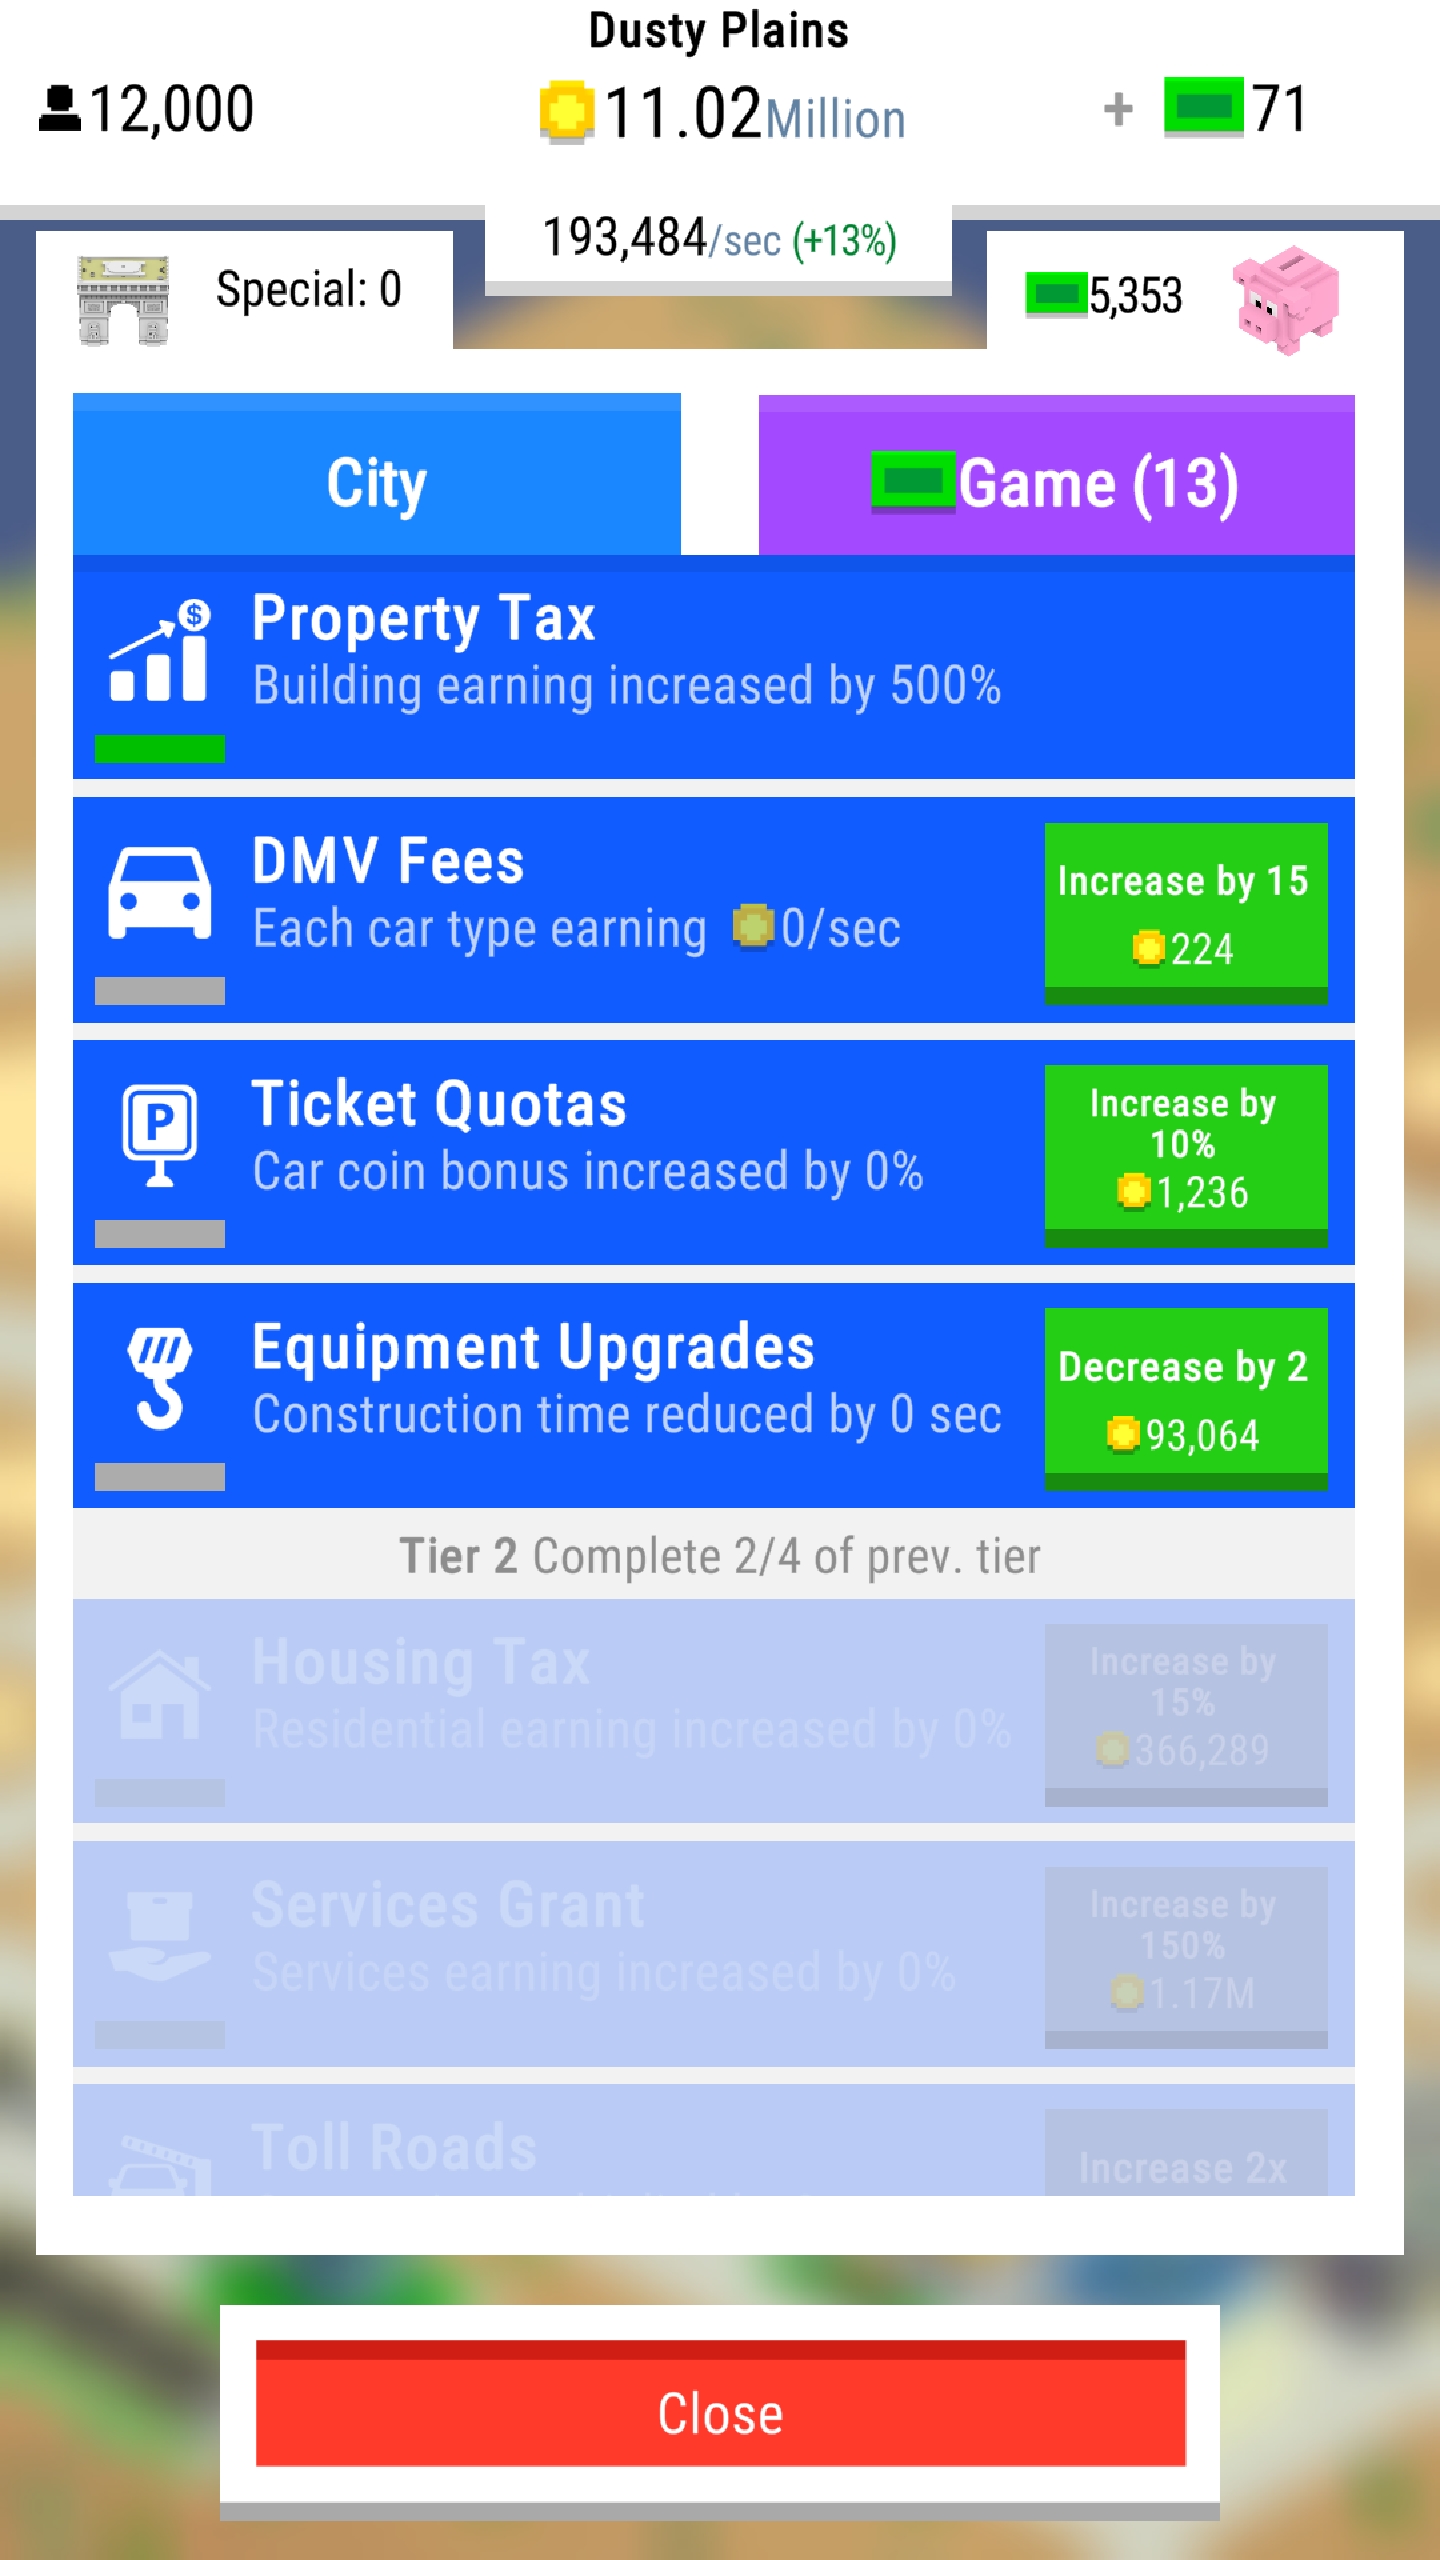 Dusty Plains
12,000
11.02Million
+ 71
193,484/sec (+13%)
Special: 0
5,353
City
Game (13)
Property Tax
Building earning increased by 500%
DMV Fees
Each car type earning 0/sec
Increase by 15
224
Ticket Quotas
Car coin bonus increased by 0%
Increase by
10%
1,236
Equipment Upgrades
Construction time reduced by 0 sec
Decrease by 2
93,064
Tier 2 Complete 2/4 of prev. tier
Housing Tax
Residential earning increased by 0%
Increase by
15%
366,289
Services Grant
Services earning increased by 0%
Increase by
150%
1.17M
Toll Roads
Increase 2x
Close